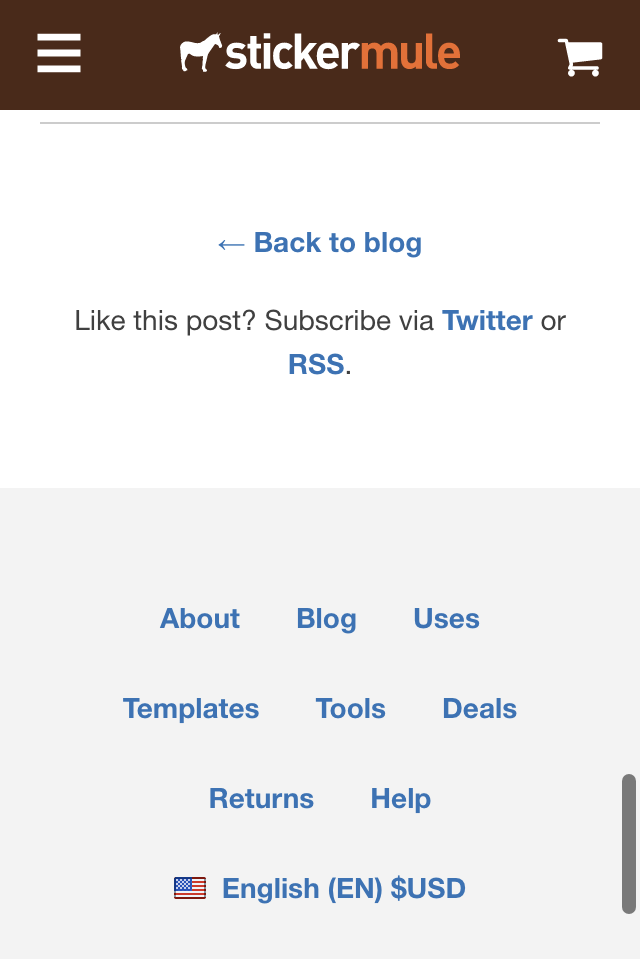 stickermule
← Back to blog
Like this post? Subscribe via Twitter or
RSS.
About Blog Uses
Templates Tools Deals
Returns Help
English (EN) $USD